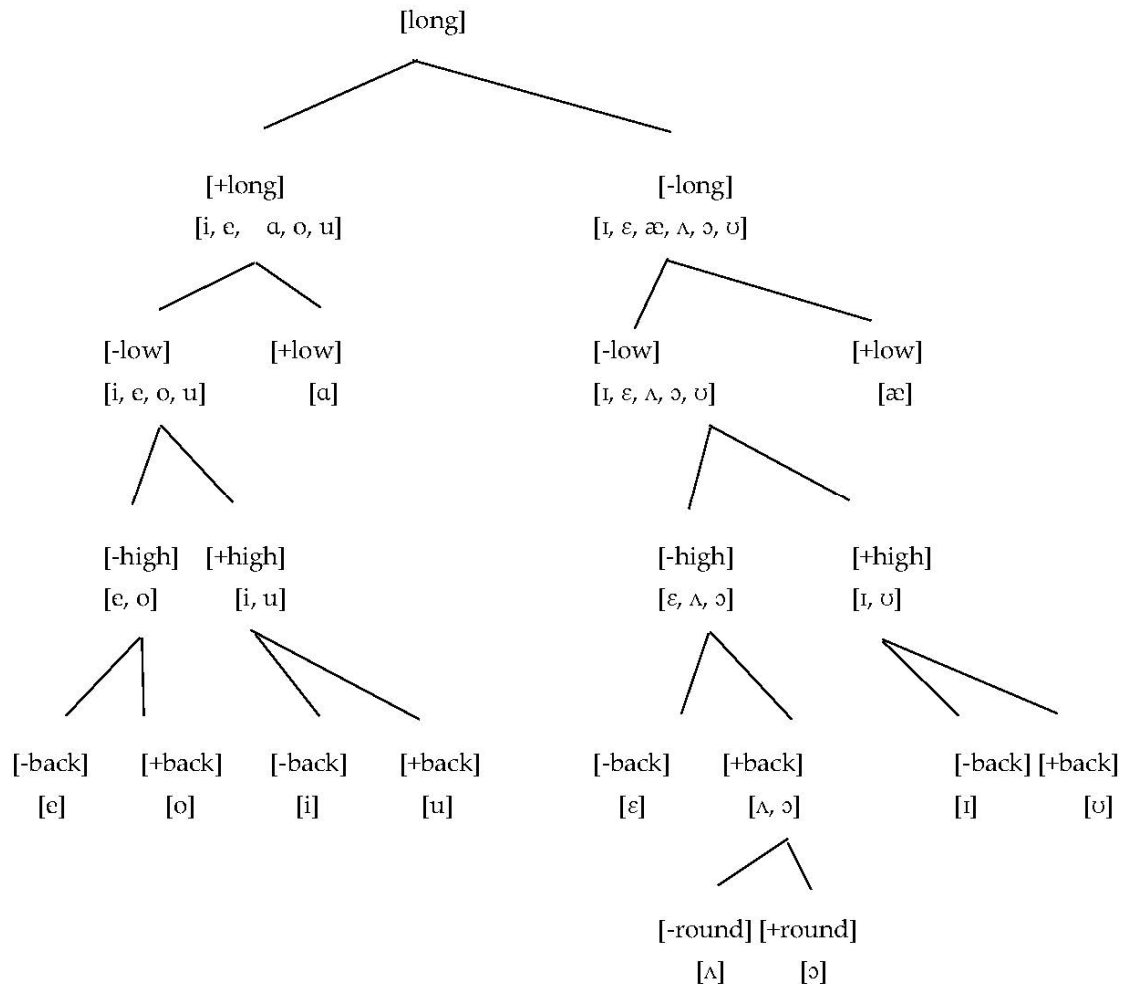 [long]
[+long] [-long]
[i, e, ɑ, o, u] [ɪ, ɛ, æ, ʌ, ɔ, ʊ]
[-low] [+low] [-low] [+low]
[i, e, o, u] [ɑ] [ɪ, ɛ, ʌ, ɔ, ʊ] [æ]
[-high] [+high] [-high] [+high]
[e, o] [i, u] [ɛ, ʌ, ɔ] [ɪ, ʊ]
[-back] [+back] [-back] [+back] [-back] [+back] [-back] [+back]
[e] [o] [i] [u] [ɛ] [ʌ, ɔ] [ɪ] [ʊ]
[-round] [+round]
[ʌ] [ɔ]